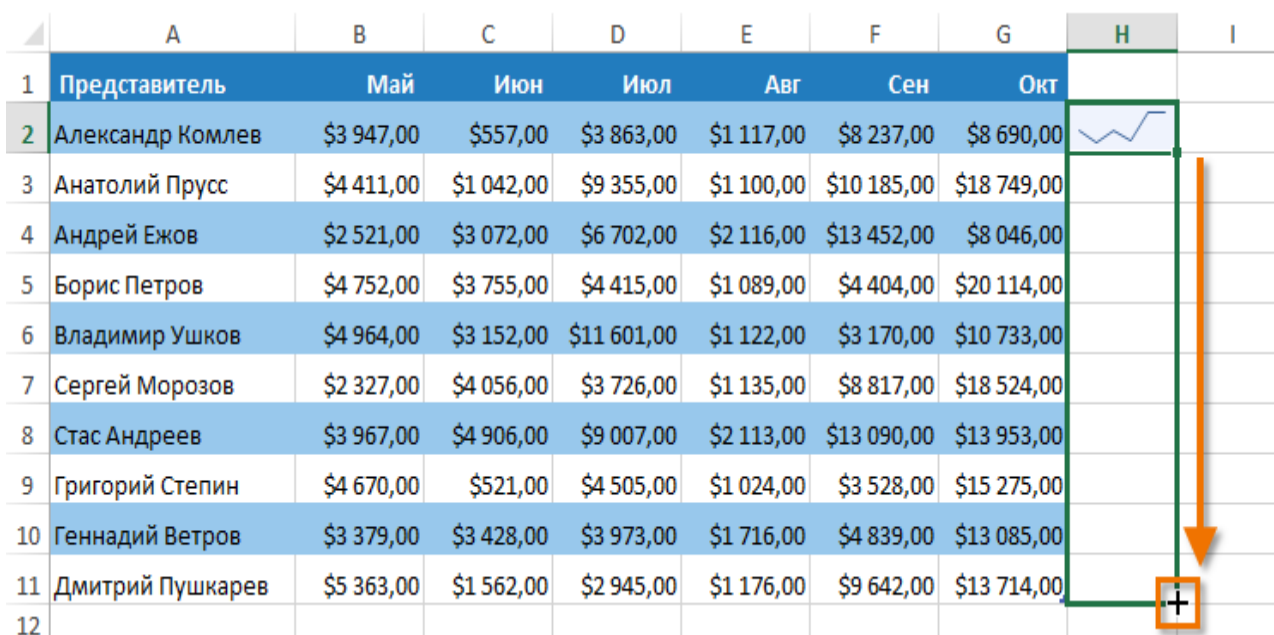 A B C D E F G H I
1 Представитель Май Июн Июл Авг Сен Окт
2 Александр Комлев $3 947,00 $557,00 $3 863,00 $1 117,00 $8 237,00 $8 690,00
3 Анатолий Прусс $4 411,00 $1 042,00 $9 355,00 $1 100,00 $10 185,00 $18 749,00
4 Андрей Ежов $2 521,00 $3 072,00 $6 702,00 $2 116,00 $13 452,00 $8 046,00
5 Борис Петров $4 752,00 $3 755,00 $4 415,00 $1 089,00 $4 404,00 $20 114,00
6 Владимир Ушков $4 964,00 $3 152,00 $11 601,00 $1 122,00 $3 170,00 $10 733,00
7 Сергей Морозов $2 327,00 $4 056,00 $3 726,00 $1 135,00 $8 817,00 $18 524,00
8 Стас Андреев $3 967,00 $4 906,00 $9 007,00 $2 113,00 $13 090,00 $13 953,00
9 Григорий Степин $4 670,00 $521,00 $4 505,00 $1 024,00 $3 528,00 $15 275,00
10 Геннадий Ветров $3 379,00 $3 428,00 $3 973,00 $1 716,00 $4 839,00 $13 085,00
11 Дмитрий Пушкарев $5 363,00 $1 562,00 $2 945,00 $1 176,00 $9 642,00 $13 714,00
12